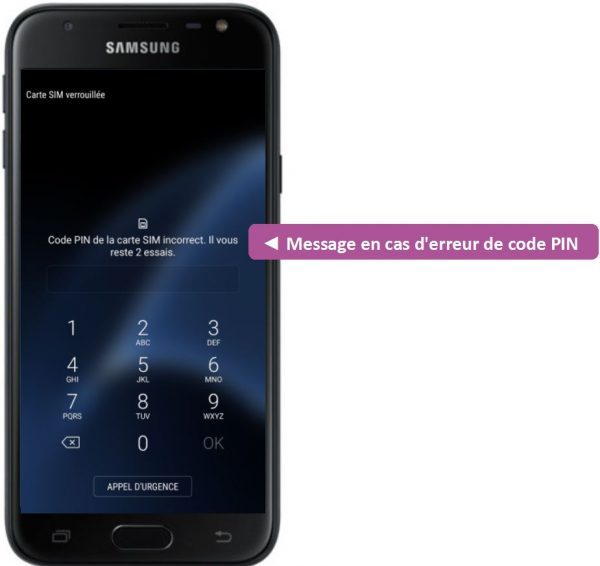 SAMSUNG
Carte SIM verrouillée
Code PIN de la carte SIM incorrect. Il vous
reste 2 essais.
◄ Message en cas d'erreur de code PIN
1 2 3
ABC DEF
4 5 6
GHI JKL MNO
7 8 9
PQRS TUV WXYZ
0 OK
APPEL D'URGENCE